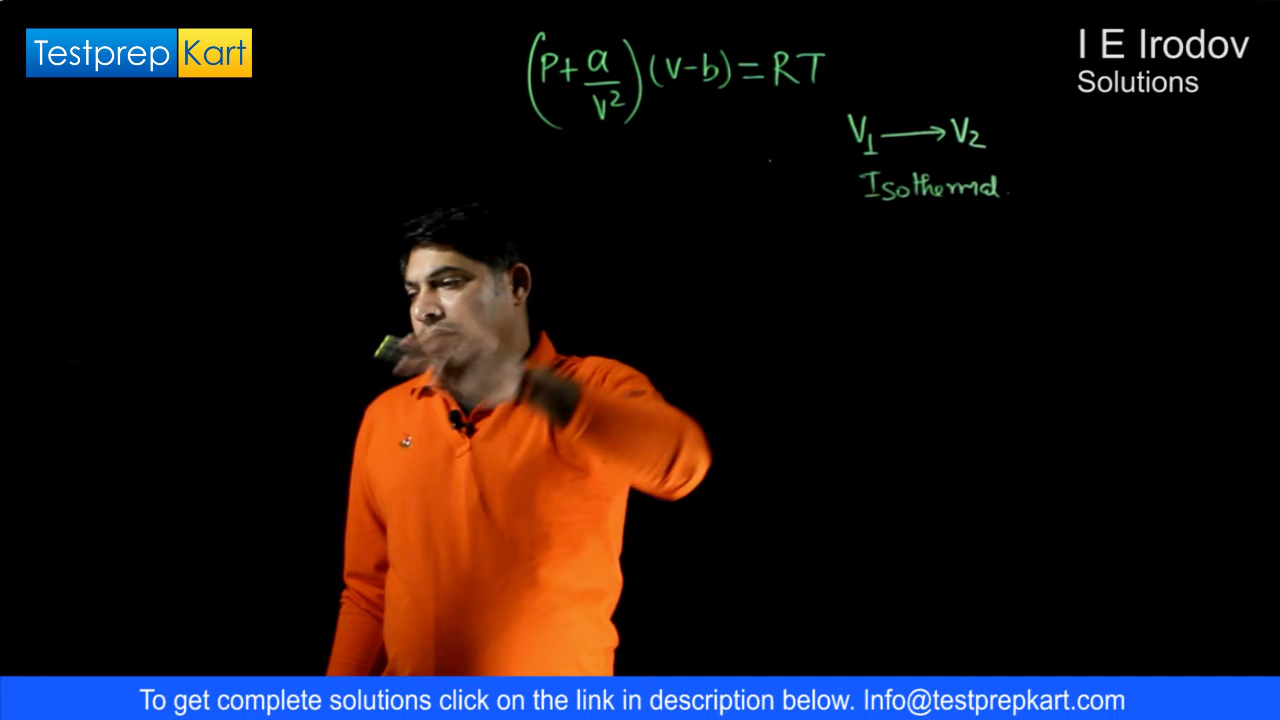 Testprep Kart
I E Irodov
Solutions
(P+a/v²)(v-b)=RT
V₁ → V₂
Isothermal.
To get complete solutions click on the link in description below. Info@testprepkart.com